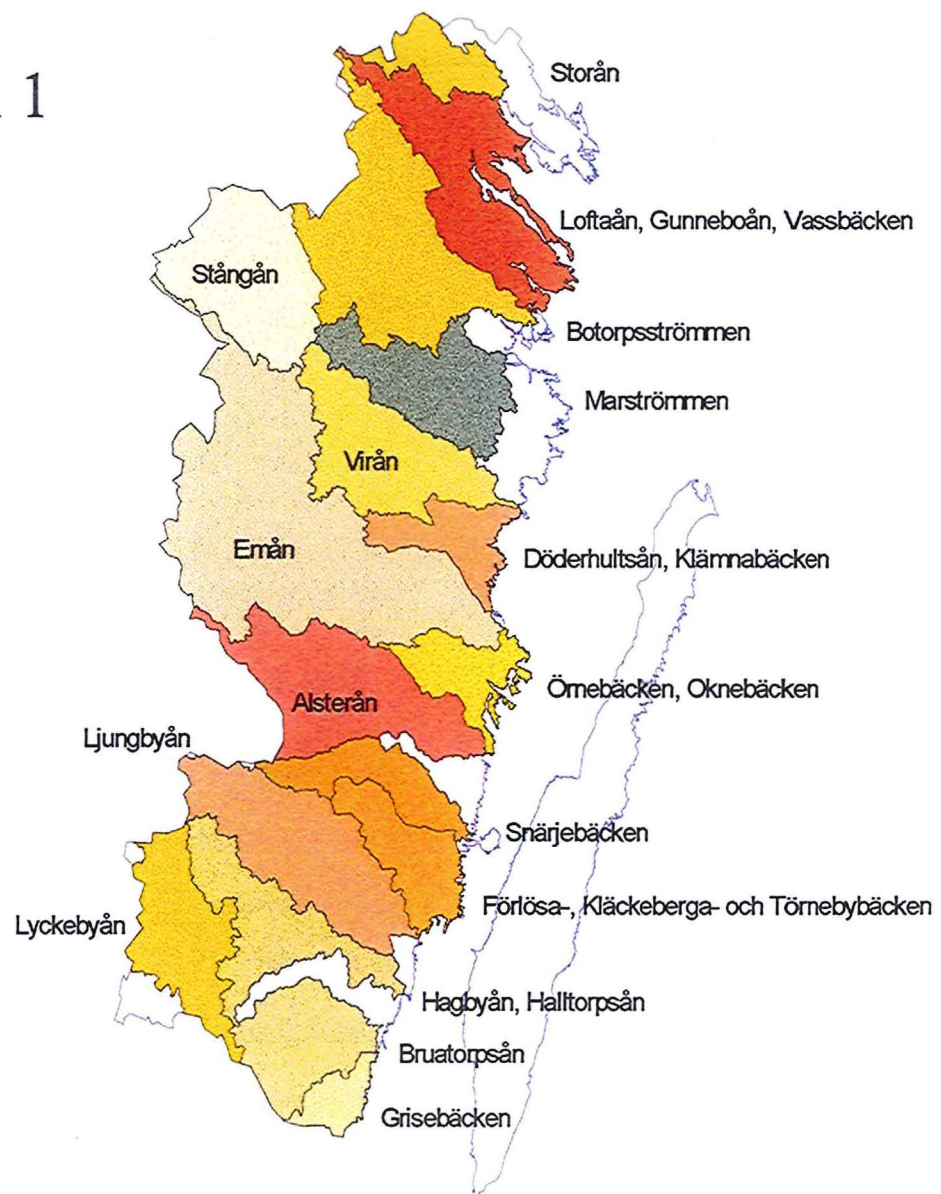 1
Storån
Loftaån, Gunneboån, Vassbäcken
Stångån
Botorpsströmmen
Marströmmen
Virån
Emån
Döderhultsån, Klämnabäcken
Örnebäcken, Oknebäcken
Alsterån
Ljungbyån
Snärjebäcken
Förlösa-, Kläckeberga- och Törnebybäcken
Lyckebyån
Hagbyån, Halltorpsån
Bruatorpsån
Grisebäcken